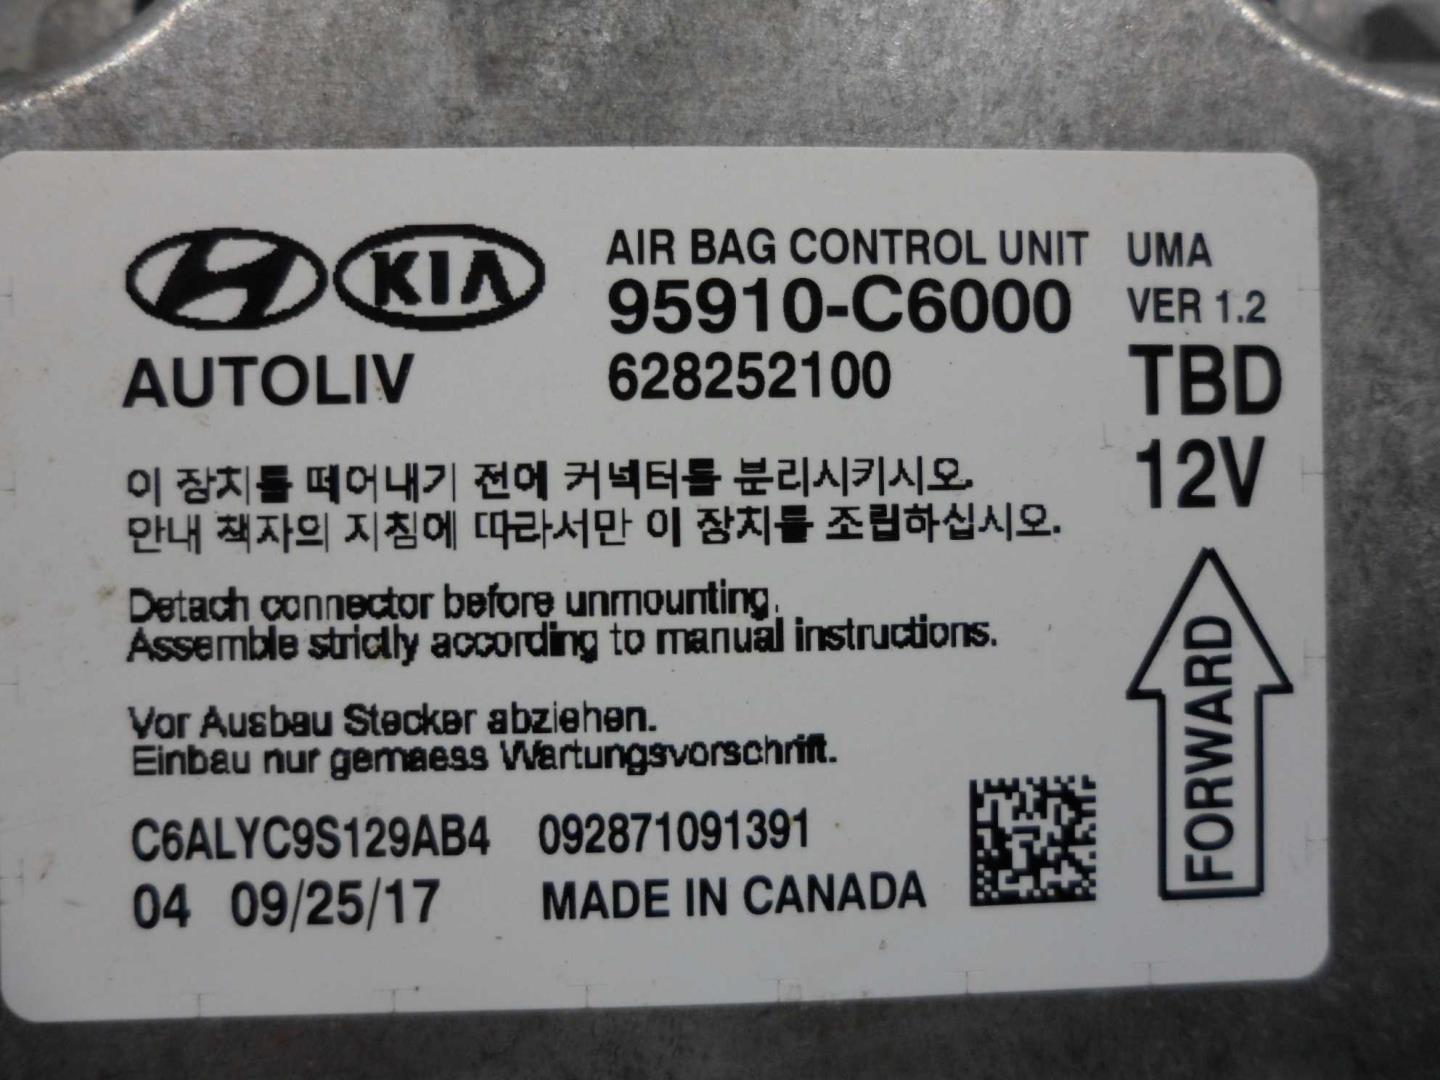 KIA
AIR BAG CONTROL UNIT UMA
95910-C6000 VER 1.2
AUTOLIV 628252100 TBD
12V
이 장치를 떼어내기 전에 커넥터를 분리시키시오.
안내 책자의 지침에 따라서만 이 장치를 조립하십시오.
Detach connector before unmounting.
Assemble strictly according to manual instructions.
Vor Ausbau Stecker abziehen.
Einbau nur gemaess Wartungsvorschrift.
FORWARD
C6ALYC9S129AB4 092871091391
04 09/25/17 MADE IN CANADA